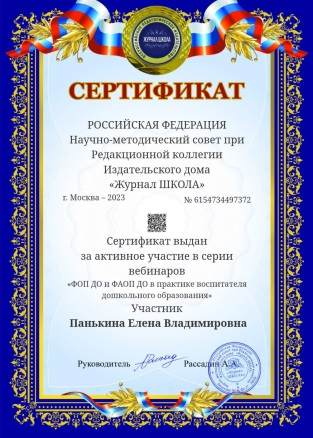 ЖУРНАЛ ШКОЛА
СЕРТИФИКАТ
РОССИЙСКАЯ ФЕДЕРАЦИЯ
Научно-методический совет при
Редакционной коллегии
Издательского дома
«Журнал ШКОЛА»
г. Москва – 2023 № 6154734497372
Сертификат выдан
за активное участие в серии
вебинаров
«ФОП ДО и ФАОП ДО в практике воспитателя
дошкольного образования»
Участник
Панькина Елена Владимировна
Руководитель Рассадин А.А.